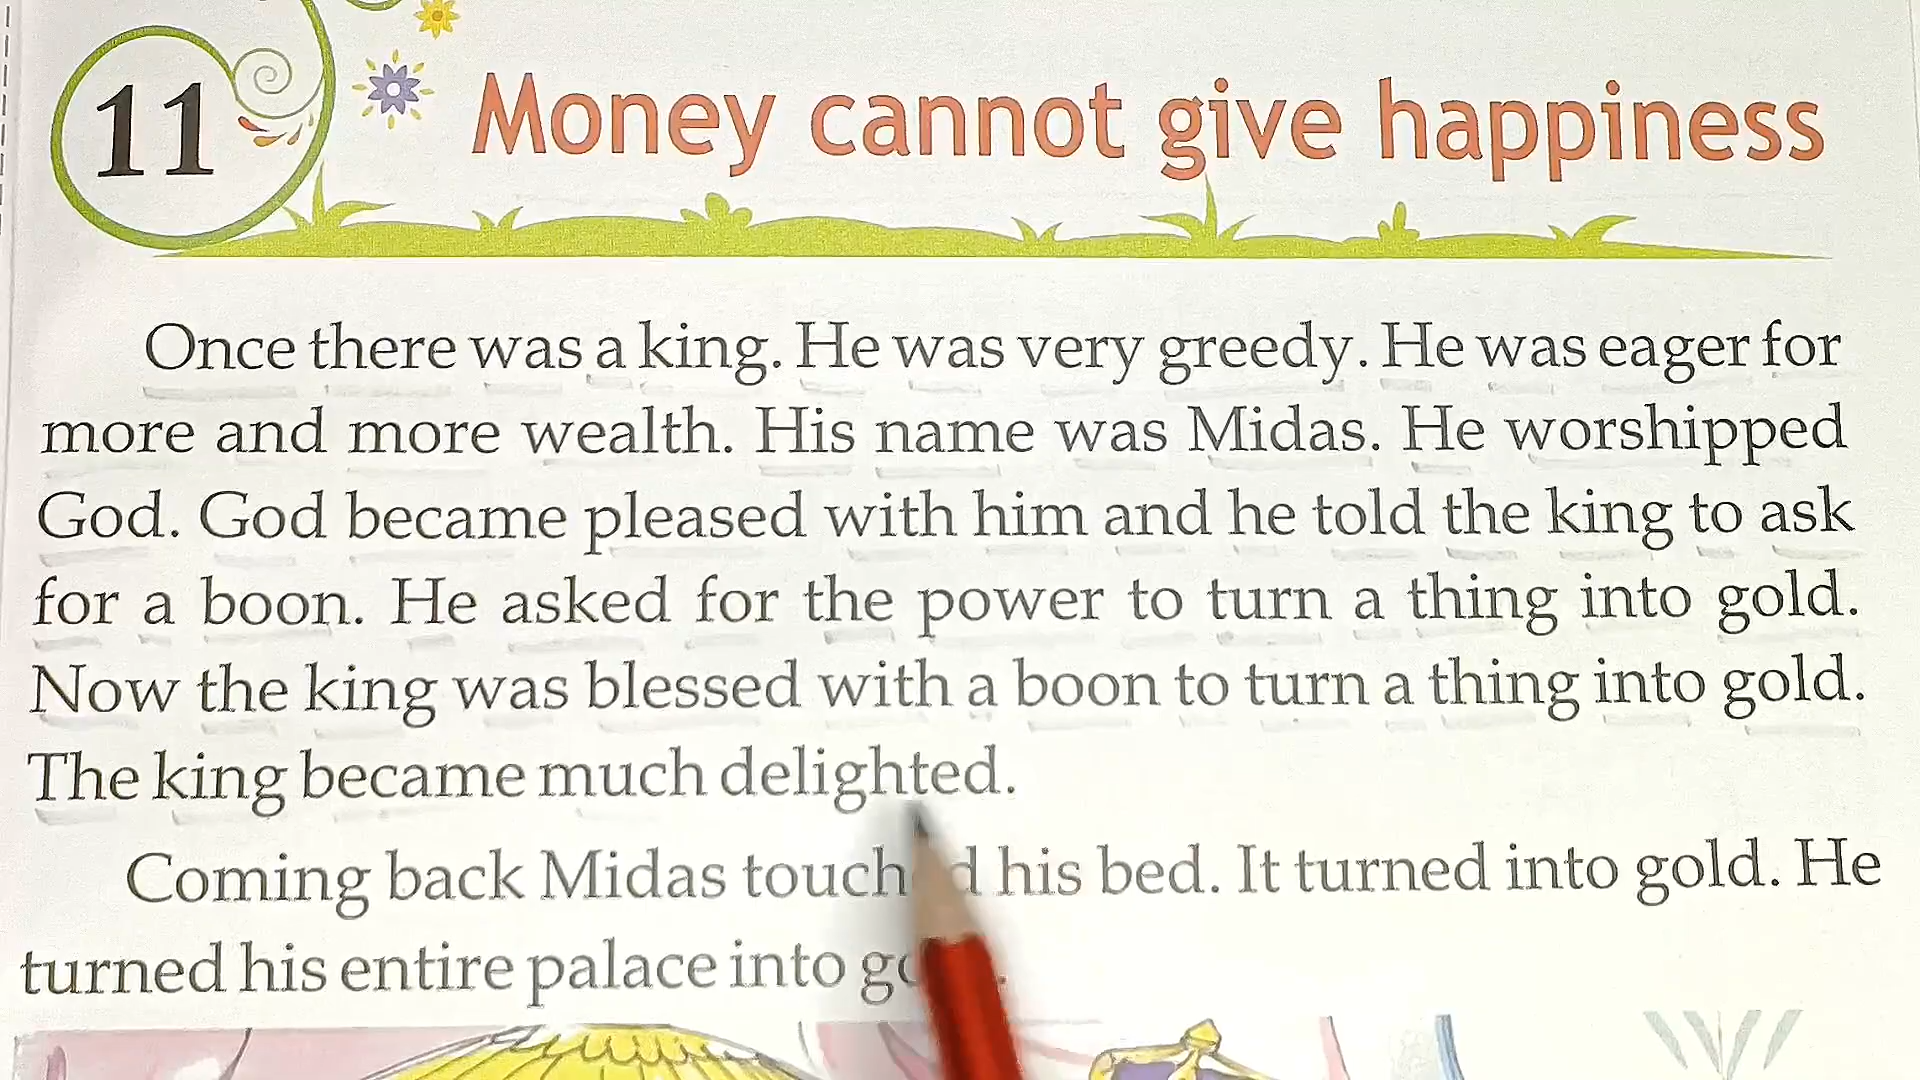 11
Money cannot give happiness
Once there was a king. He was very greedy. He was eager for
more and more wealth. His name was Midas. He worshipped
God. God became pleased with him and he told the king to ask
for a boon. He asked for the power to turn a thing into gold.
Now the king was blessed with a boon to turn a thing into gold.
The king became much delighted.
Coming back Midas his bed. It turned into gold. He
turned his entire palace into